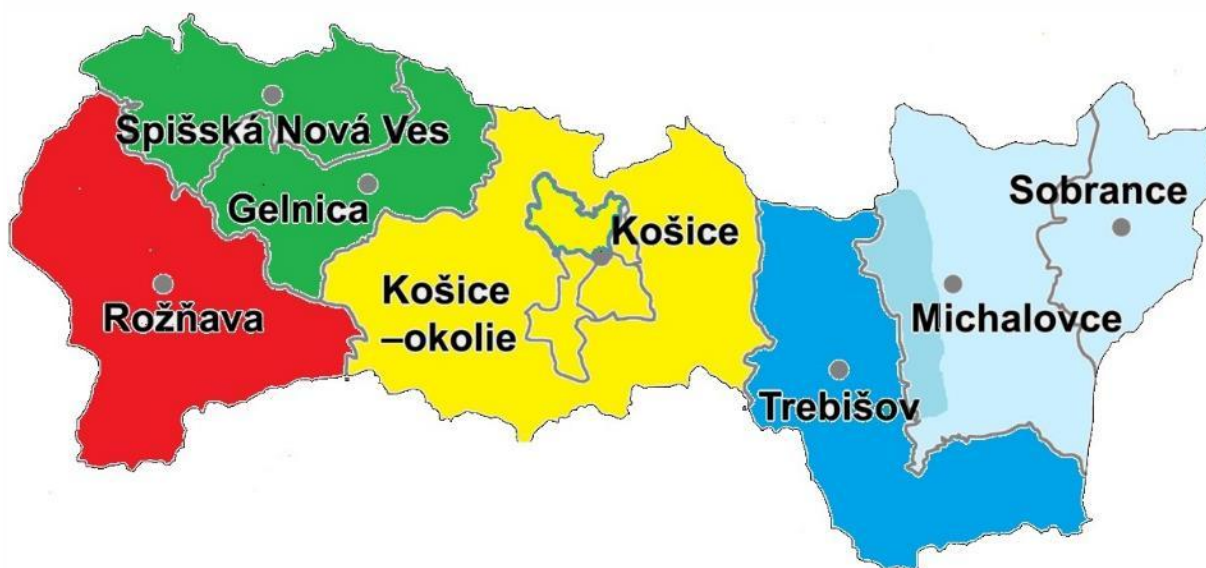 Spišská Nová Ves
Gelnica
Rožňava
Košice
Košice
–okolie
Trebišov
Michalovce
Sobrance